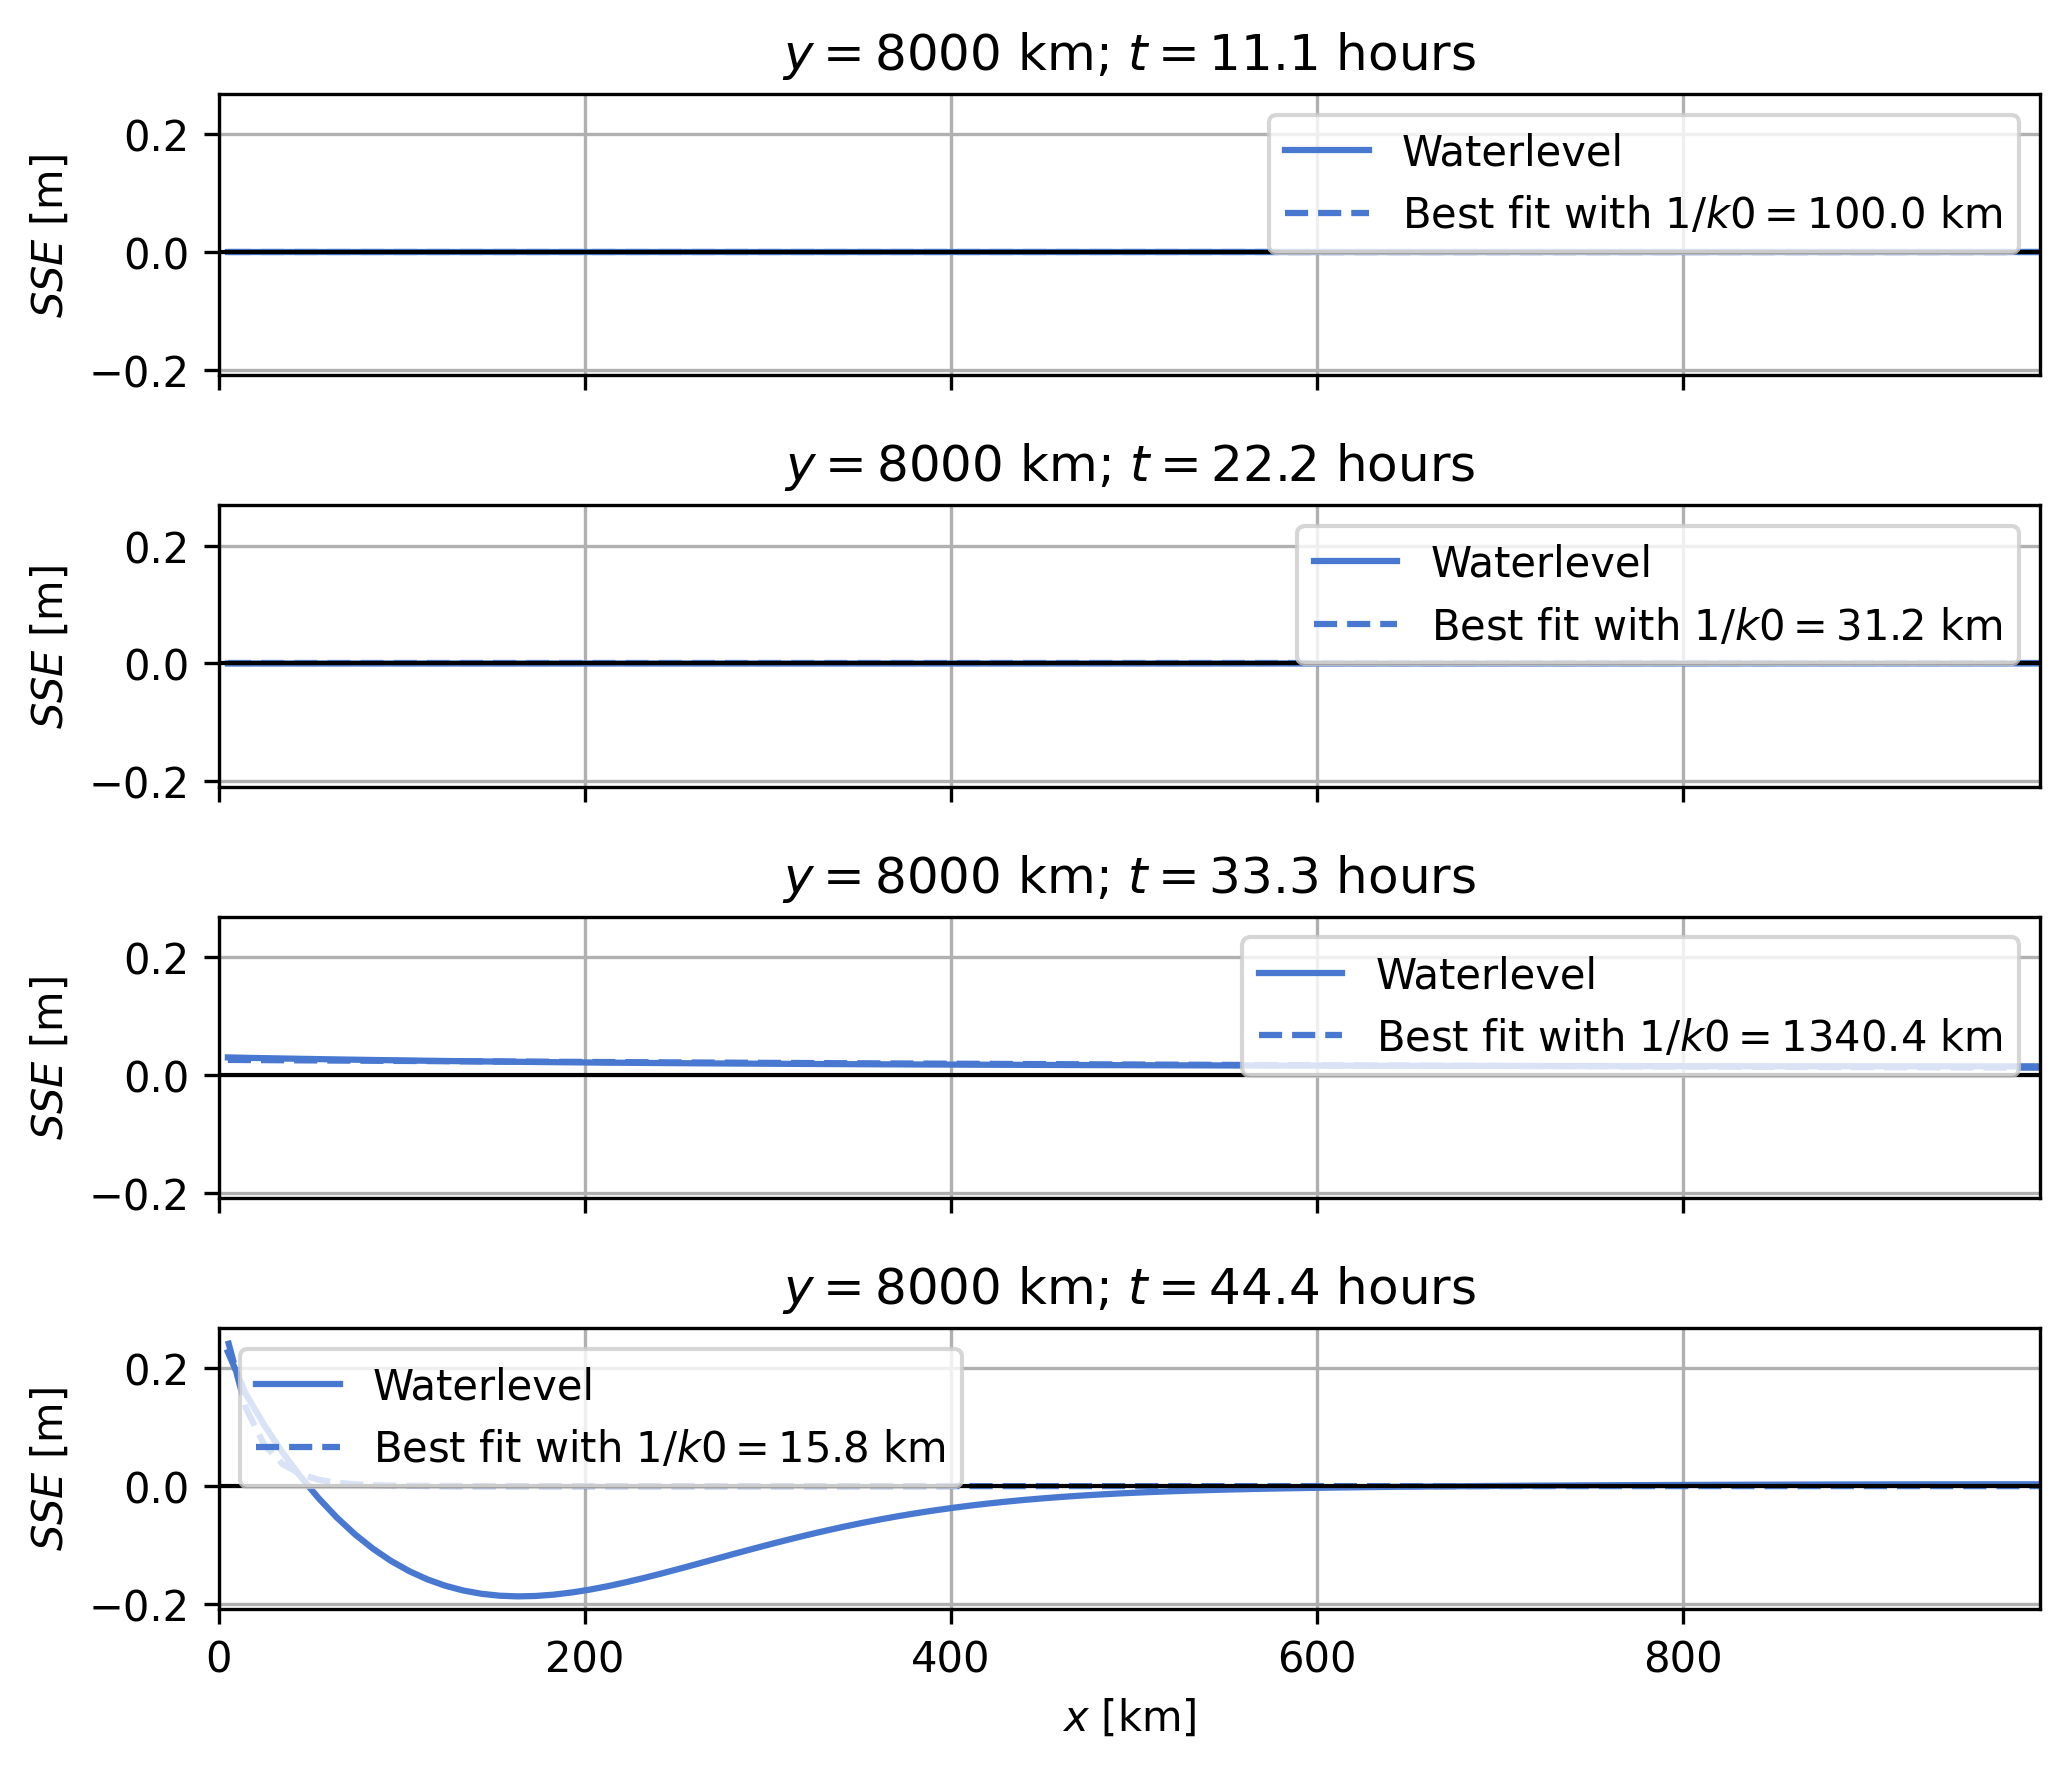 y = 8000 km; t = 11.1 hours
SSE [m]
0.2
0.0
−0.2
Waterlevel
Best fit with 1/k0 = 100.0 km
y = 8000 km; t = 22.2 hours
SSE [m]
0.2
0.0
−0.2
Waterlevel
Best fit with 1/k0 = 31.2 km
y = 8000 km; t = 33.3 hours
SSE [m]
0.2
0.0
−0.2
Waterlevel
Best fit with 1/k0 = 1340.4 km
y = 8000 km; t = 44.4 hours
SSE [m]
0.2
0.0
−0.2
Waterlevel
Best fit with 1/k0 = 15.8 km
0 200 400 600 800
x [km]